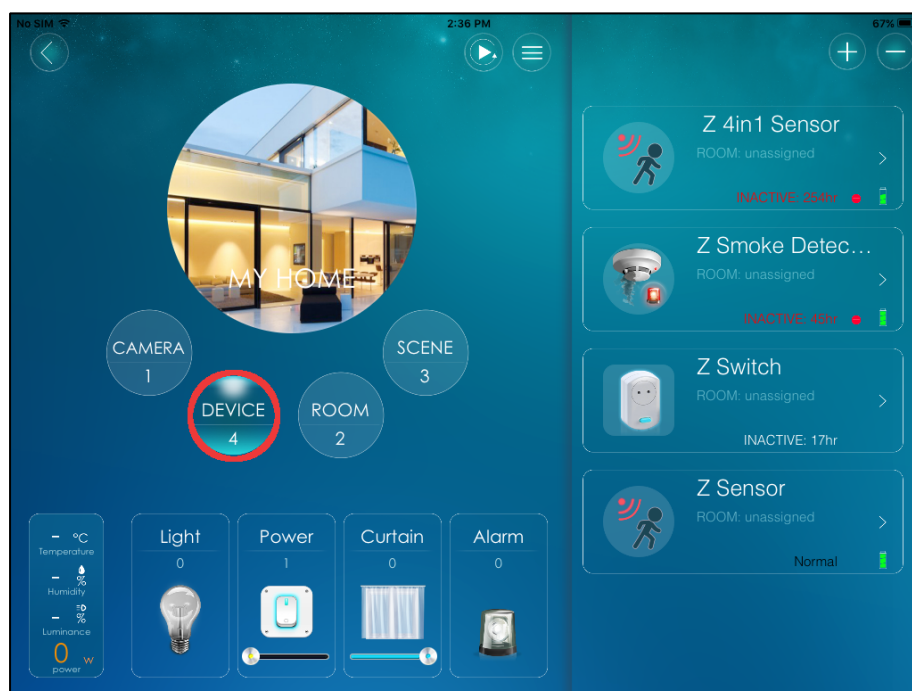 No SIM
2:36 PM
67%
MY HOME
CAMERA
1
SCENE
3
DEVICE
4
ROOM
2
- °C
Temperature
- %
Humidity
- %
Luminance
0 w
power
Light
0
Power
1
Curtain
0
Alarm
0
Z 4in1 Sensor
ROOM: unassigned
INACTIVE: 254hr
Z Smoke Detec...
ROOM: unassigned
INACTIVE: 45hr
Z Switch
ROOM: unassigned
INACTIVE: 17hr
Z Sensor
ROOM: unassigned
Normal